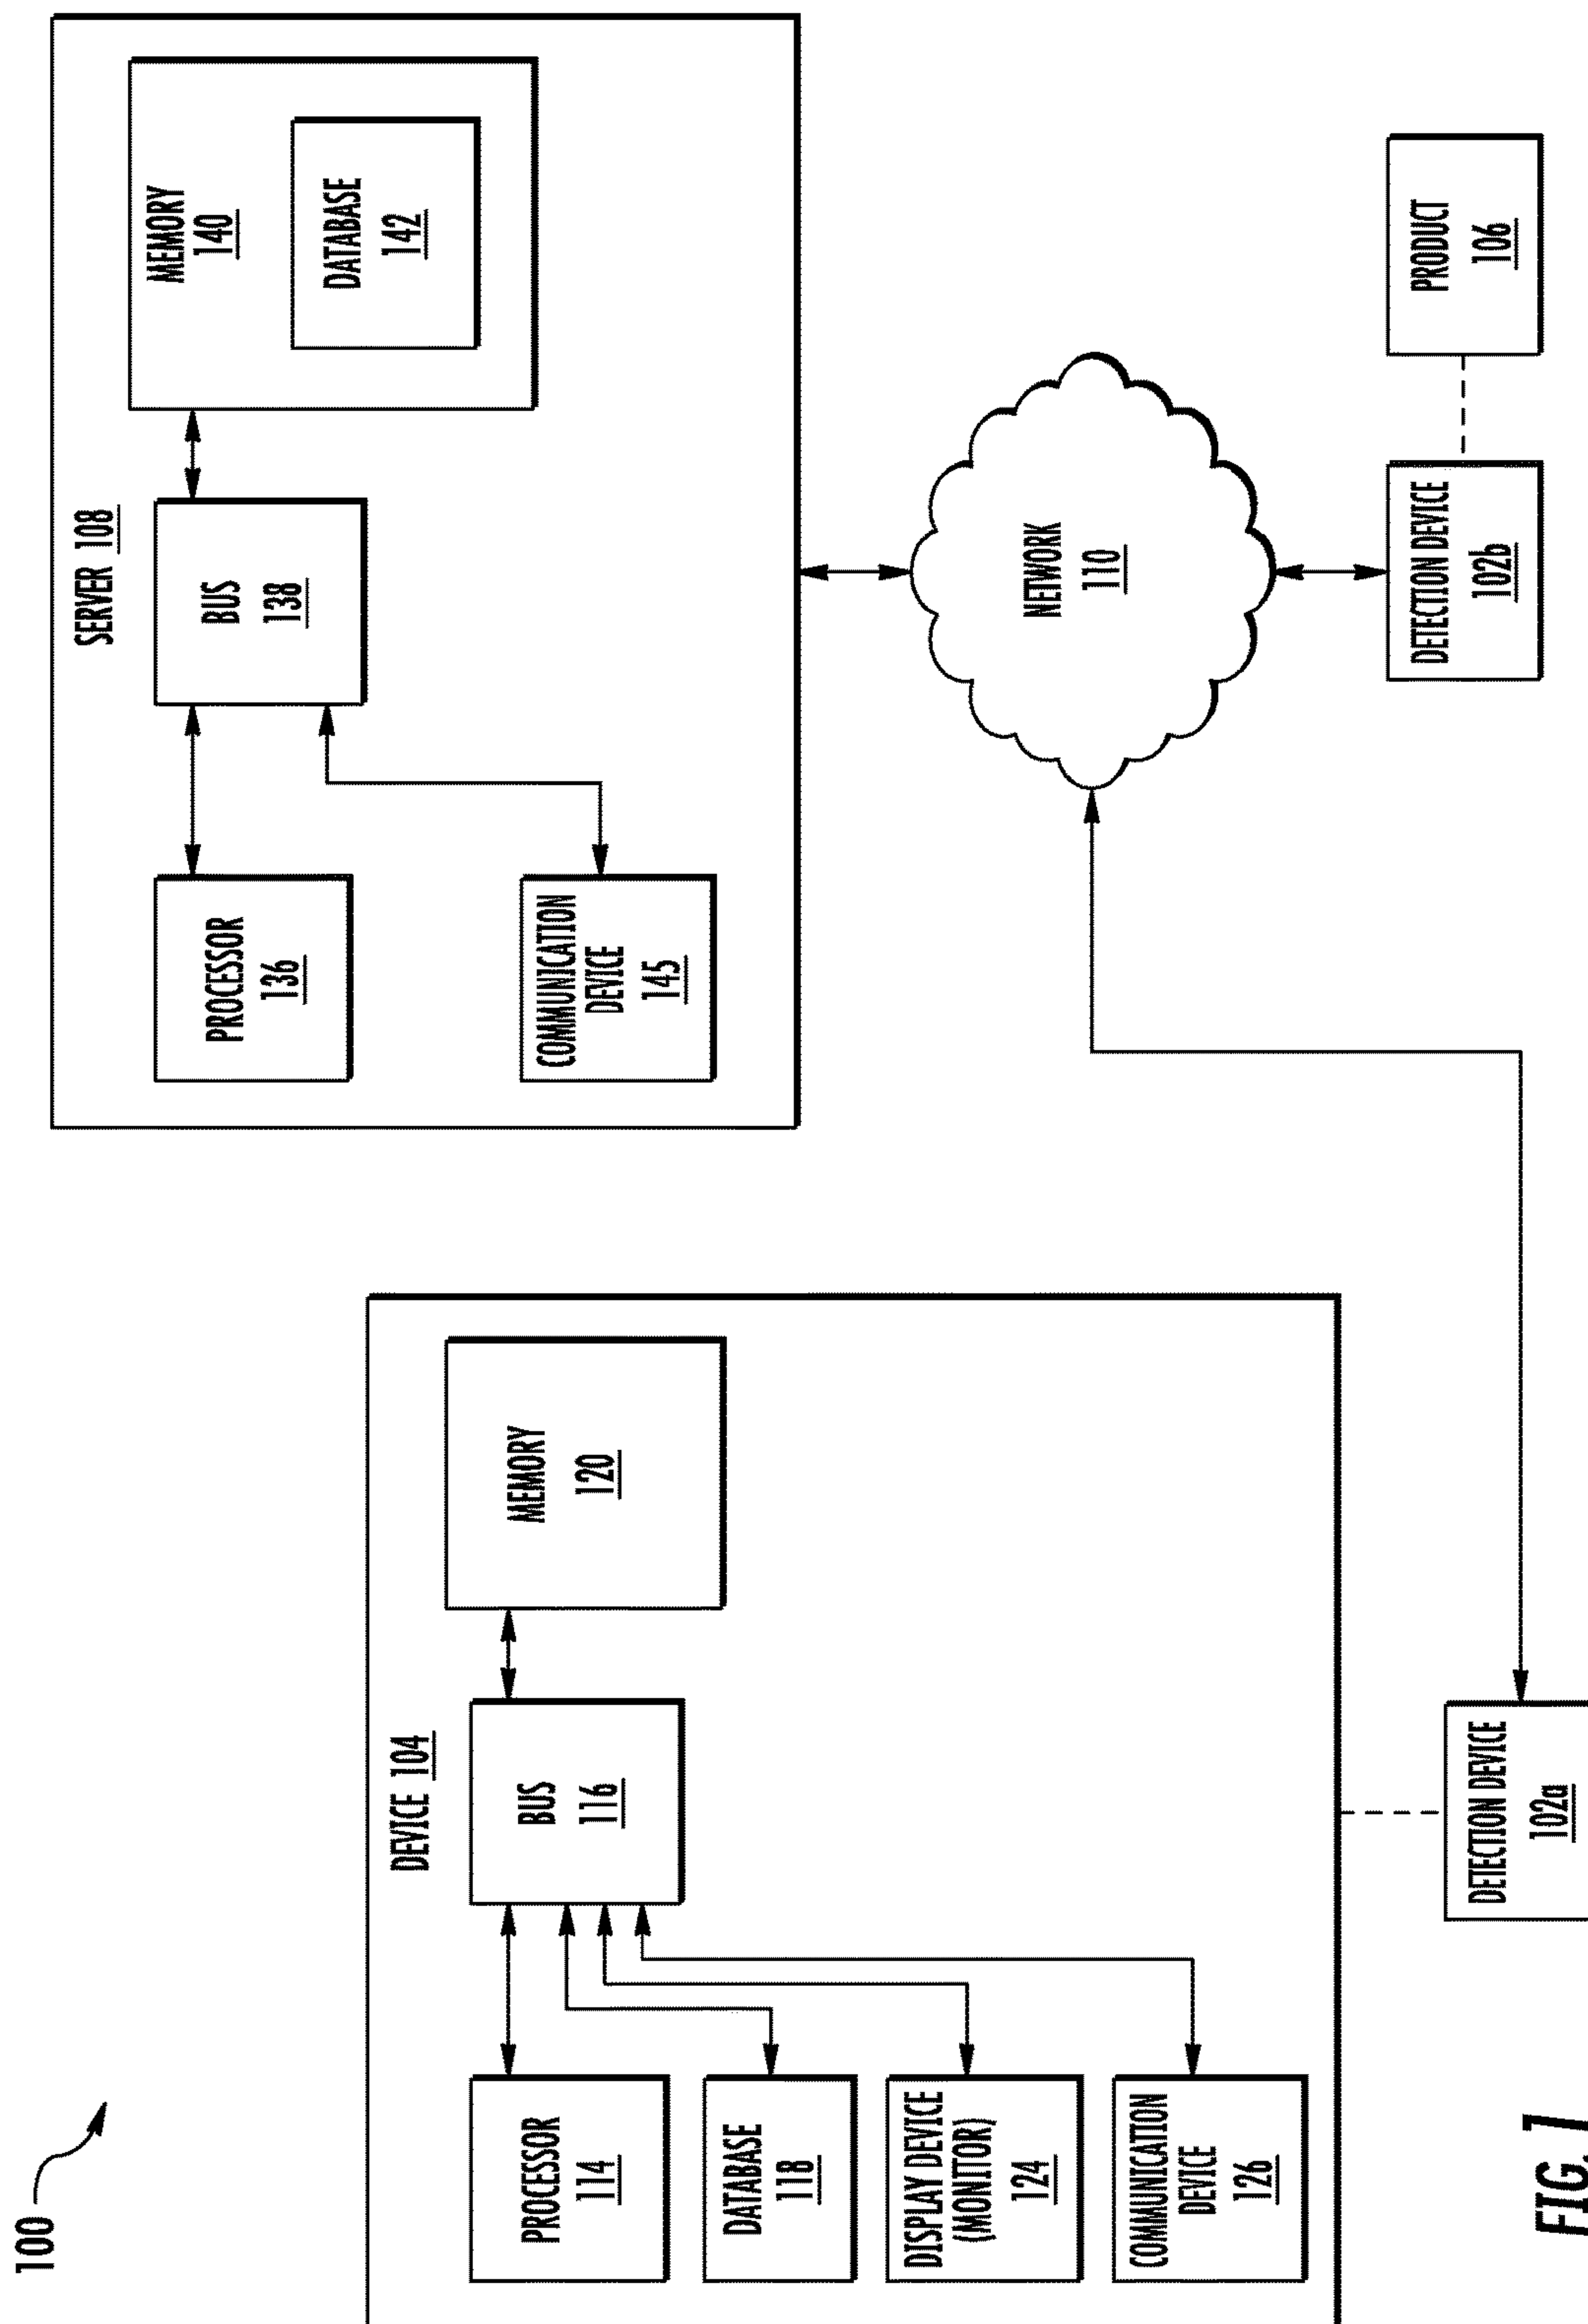 100
DEVICE 104
PROCESSOR
114
DATABASE
118
DISPLAY DEVICE
(MONITOR)
124
COMMUNICATION
DEVICE
126
BUS
116
MEMORY
120
DETECTION DEVICE
102a
SERVER 108
PROCESSOR
136
COMMUNICATION
DEVICE
145
BUS
138
MEMORY
140
DATABASE
142
NETWORK
110
DETECTION DEVICE
102b
PRODUCT
106
FIG. 1